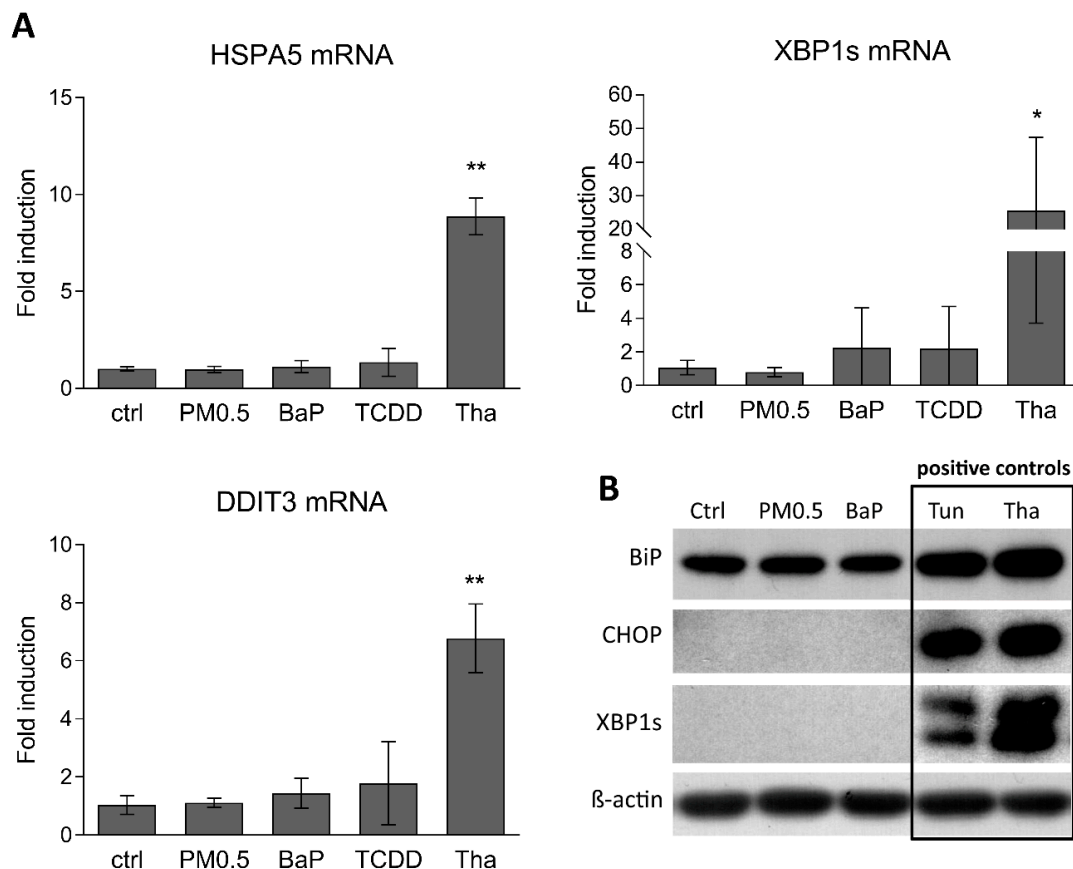 A
HSPA5 mRNA
15
10
5
0
Fold induction
**
ctrl PM0.5 BaP TCDD Tha
XBP1s mRNA
60
50
40
30
20
8
6
4
2
0
Fold induction
*
ctrl PM0.5 BaP TCDD Tha
DDIT3 mRNA
10
8
6
4
2
0
Fold induction
**
ctrl PM0.5 BaP TCDD Tha
B
positive controls
Ctrl PM0.5 BaP Tun Tha
BiP
CHOP
XBP1s
ß-actin